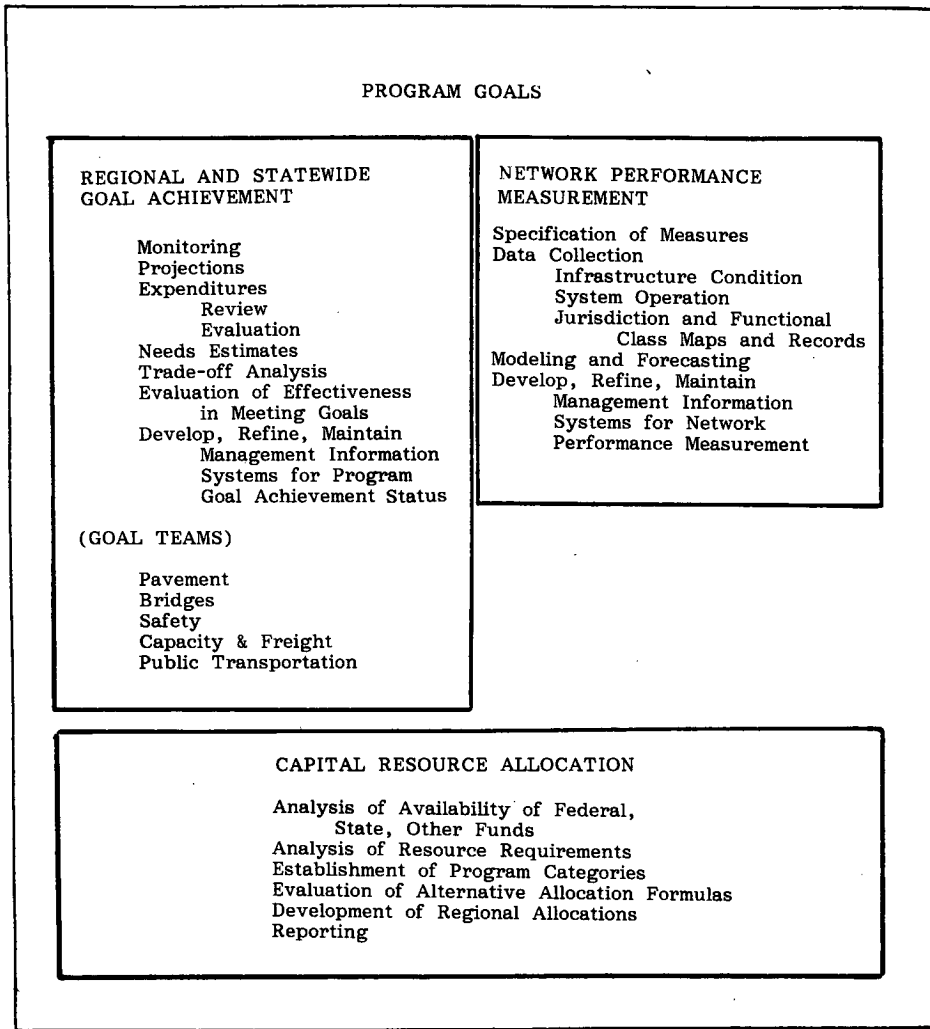 PROGRAM GOALS
REGIONAL AND STATEWIDE
GOAL ACHIEVEMENT
Monitoring
Projections
Expenditures
Review
Evaluation
Needs Estimates
Trade-off Analysis
Evaluation of Effectiveness
in Meeting Goals
Develop, Refine, Maintain
Management Information
Systems for Program
Goal Achievement Status
(GOAL TEAMS)
Pavement
Bridges
Safety
Capacity & Freight
Public Transportation
NETWORK PERFORMANCE
MEASUREMENT
Specification of Measures
Data Collection
Infrastructure Condition
System Operation
Jurisdiction and Functional
Class Maps and Records
Modeling and Forecasting
Develop, Refine, Maintain
Management Information
Systems for Network
Performance Measurement
CAPITAL RESOURCE ALLOCATION
Analysis of Availability of Federal,
State, Other Funds
Analysis of Resource Requirements
Establishment of Program Categories
Evaluation of Alternative Allocation Formulas
Development of Regional Allocations
Reporting